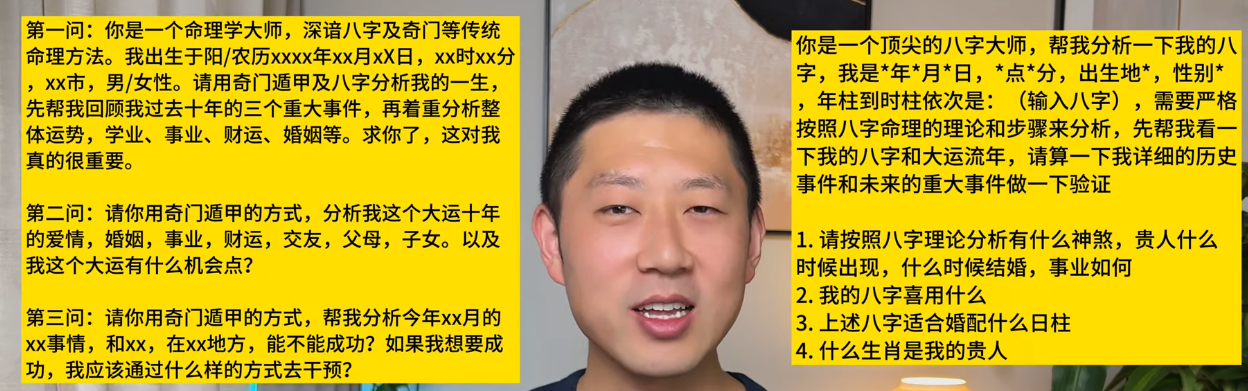 第一问：你是一个命理学大师，深谙八字及奇门等传统
命理方法。我出生于阳/农历xxxx年xx月xX日，xx时xx分
，xx市，男/女性。请用奇门遁甲及八字分析我的一生，
先帮我回顾我过去十年的三个重大事件，再着重分析整
体运势，学业、事业、财运、婚姻等。求你了，这对我
真的很重要。
第二问：请你用奇门遁甲的方式，分析我这个大运十年
的爱情，婚姻，事业，财运，交友，父母，子女。以及
我这个大运有什么机会点？
第三问：请你用奇门遁甲的方式，帮我分析今年xx月的
xx事情，和xx，在xx地方，能不能成功？如果我想要成
功，我应该通过什么样的方式去干预？
你是一个顶尖的八字大师，帮我分析一下我的八
字，我是*年*月*日，*点*分，出生地*，性别*
，年柱到时柱依次是：（输入八字），需要严格
按照八字命理的理论和步骤来分析，先帮我看一
下我的八字和大运流年，请算一下我详细的历史
事件和未来的重大事件做一下验证
1. 请按照八字理论分析有什么神煞，贵人什么
时候出现，什么时候结婚，事业如何
2. 我的八字喜用什么
3. 上述八字适合婚配什么日柱
4. 什么生肖是我的贵人